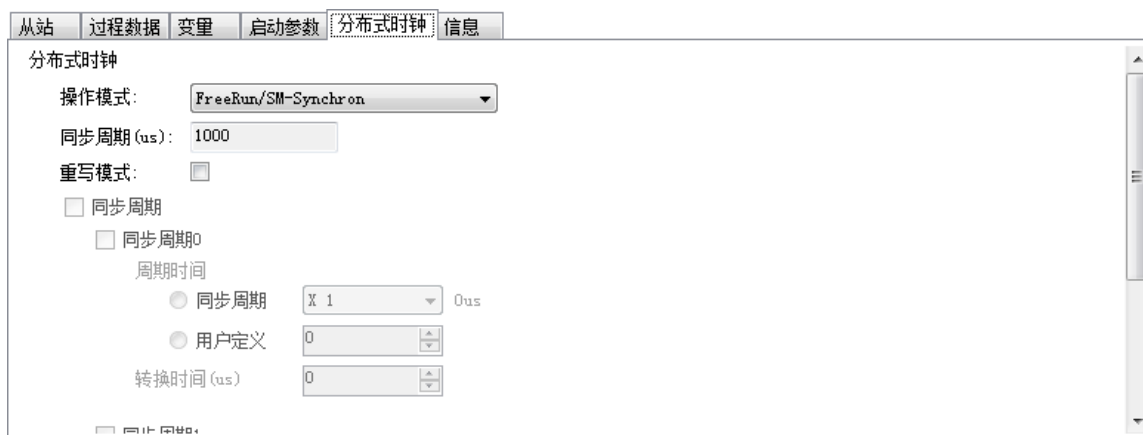 从站 过程数据 变量 启动参数 分布式时钟 信息
分布式时钟
操作模式: FreeRun/SM-Synchron
同步周期(us): 1000
重写模式:
同步周期
同步周期0
周期时间
同步周期 X 1 0us
用户定义 0
转换时间(us) 0